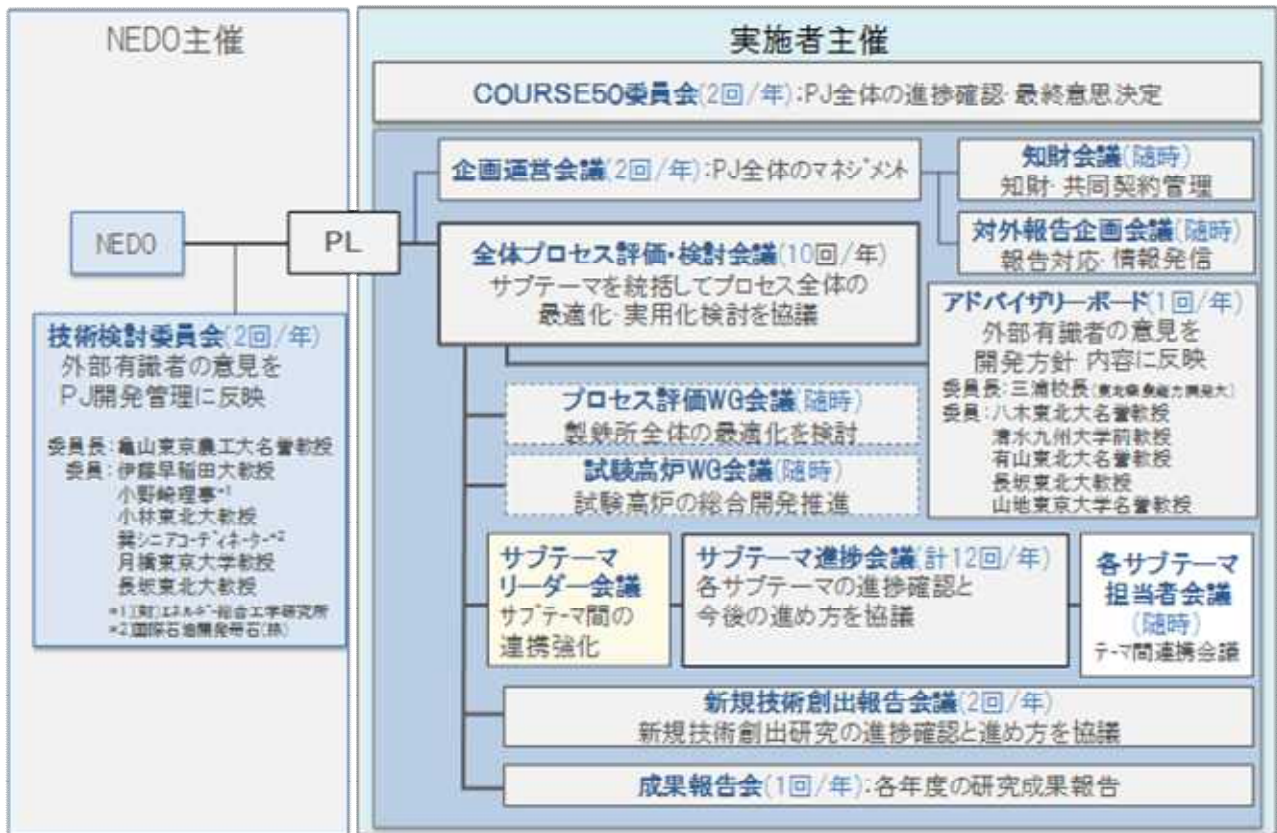 NEDO主催
NEDO
技術検討委員会(2回/年)
外部有識者の意見を
PJ開発管理に反映
委員長:亀山東京農工大名誉教授
委員:伊藤早稲田大教授
小野崎理事*1
小林東北大教授
巽シニアコーディネーター*2
月橋東京大学教授
長坂東北大教授
*1)(財)エネルギー総合工学研究所
*2)国際石油開発帝石(株)
PL
実施者主催
COURSE50委員会(2回/年):PJ全体の進捗確認・最終意思決定
企画運営会議(2回/年):PJ全体のマネジメント
知財会議(随時)
知財・共同契約管理
対外報告企画会議(随時)
報告対応・情報発信
全体プロセス評価・検討会議(10回/年)
サブテーマを統括してプロセス全体の
最適化・実用化検討を協議
アドバイザリーボード(1回/年)
外部有識者の意見を
開発方針 内容に反映
委員長:三浦校長
委員:八木東北大名誉教授
清水九州大学前教授
有山東北大名誉教授
長坂東北大教授
山地東京大学名誉教授
プロセス評価WG会議(随時)
製鉄所全体の最適化を検討
試験高炉WG会議(随時)
試験高炉の総合開発推進
サブテーマ
リーダー会議
サブテーマ間の
連携強化
サブテーマ進捗会議(計12回/年)
各サブテーマの進捗確認と
今後の進め方を協議
各サブテーマ
担当者会議
(随時)
テーマ間連携会議
新規技術創出報告会議(2回/年)
新規技術創出研究の進捗確認と進め方を協議
成果報告会(1回/年):各年度の研究成果報告